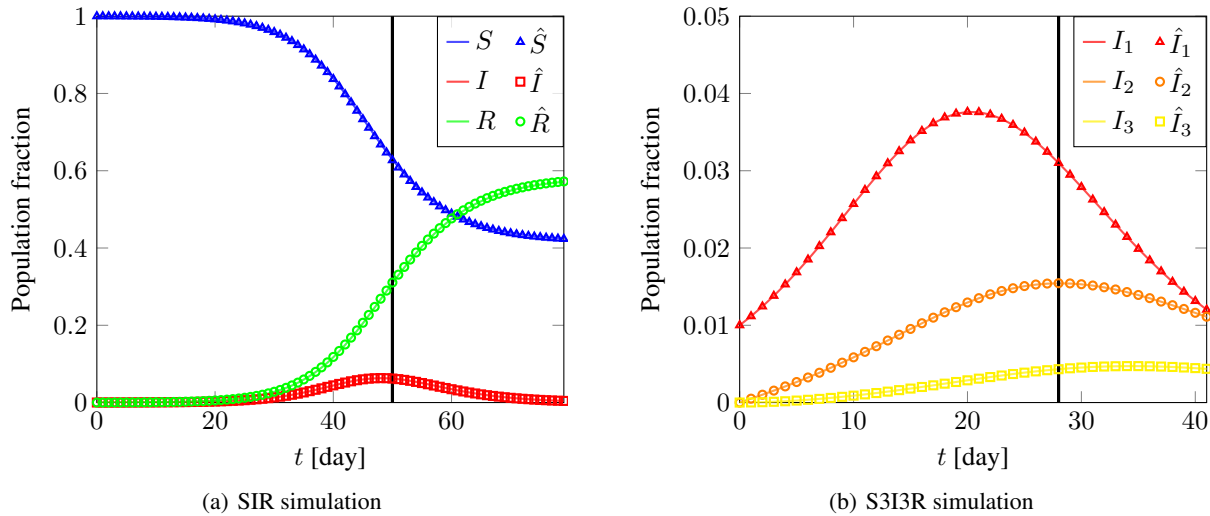 1
0.8
0.6
0.4
0.2
0
0 20 40 60
Population fraction
t [day]
S Ŝ
I Î
R R̂
(a) SIR simulation
0.05
0.04
0.03
0.02
0.01
0
0 10 20 30 40
Population fraction
t [day]
I₁ Î₁
I₂ Î₂
I₃ Î₃
(b) S3I3R simulation